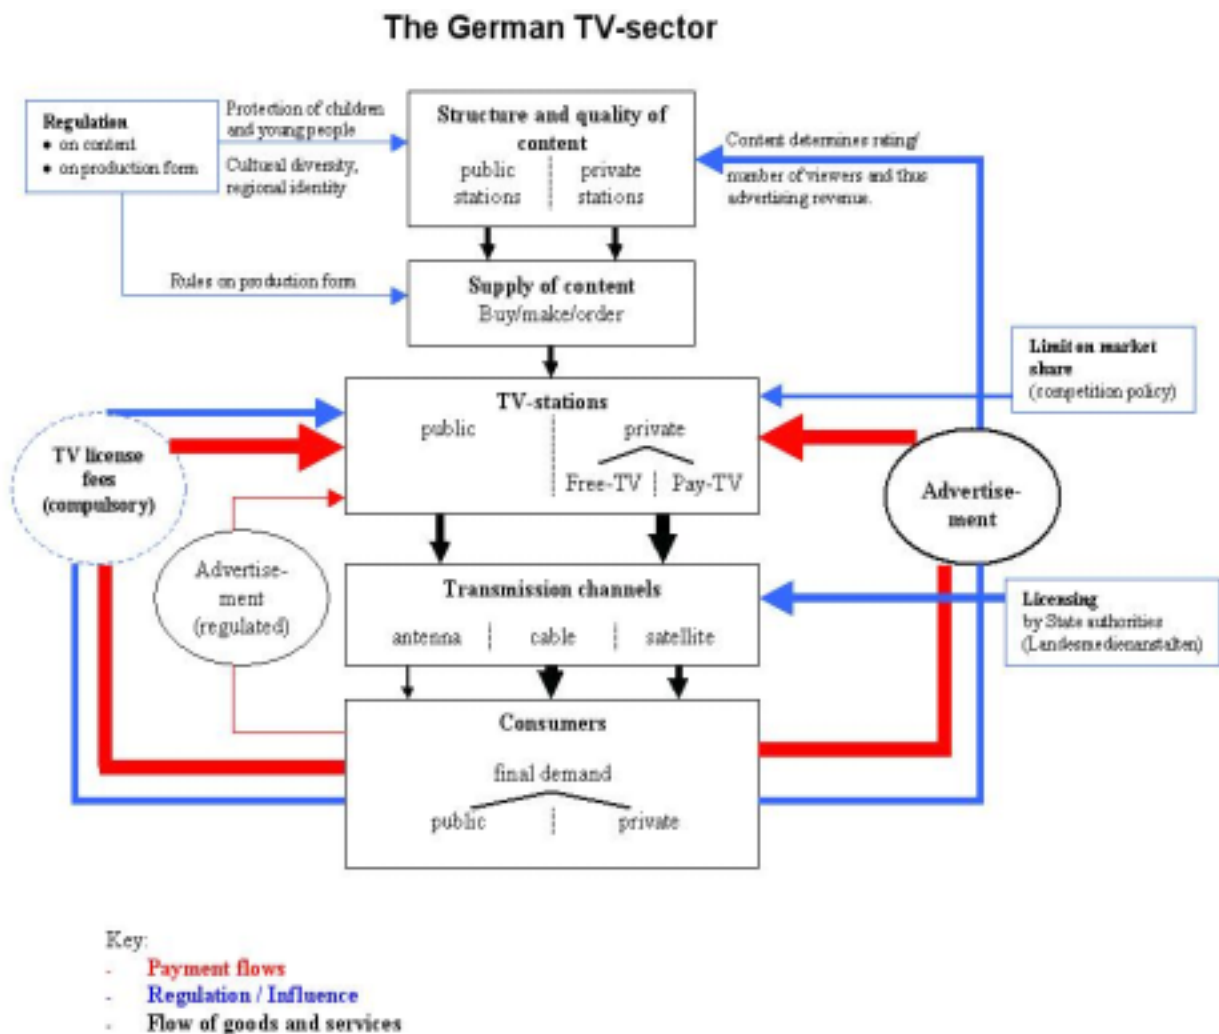 The German TV-sector
Regulation
• on content
• on production form
Protection of children
and young people
Cultural diversity,
regional identity
Structure and quality of
content
public private
stations stations
Content determines rating/
number of viewers and thus
advertising revenue.
Rules on production form
Supply of content
Buy/make/order
Limit on market
share
(competition policy)
TV-stations
public private
Free-TV Pay-TV
TV license
fees
(compulsory)
Advertise-
ment
Advertise-
ment
(regulated)
Transmission channels
antenna cable satellite
Licensing
by State authorities
(Landesmedienanstalten)
Consumers
final demand
public private
Key:
- Payment flows
- Regulation / Influence
- Flow of goods and services